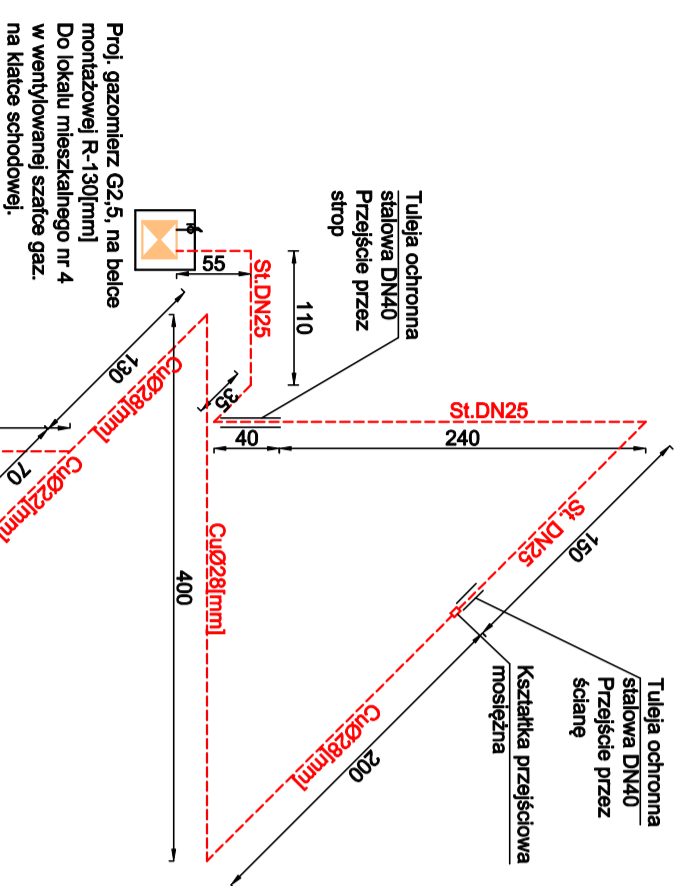 Proj. gazomierz G2,5, na belce
montażowej R-130[mm]
Do lokalu mieszkalnego nr 4
w wentylowanej szafce gaz.
na klatce schodowej.
Tuleja ochronna
stalowa DN40
Przejście przez
strop
55
St.DN25
110
35
40
St.DN25
240
St. DN25
150
Tuleja ochronna
stalowa DN40
Przejście przez
ścianę
Kształtka przejściowa
mosiężna
CuØ28[mm]
200
CuØ28[mm]
400
130
CuØ28[mm]
70
CuØ22[mm]